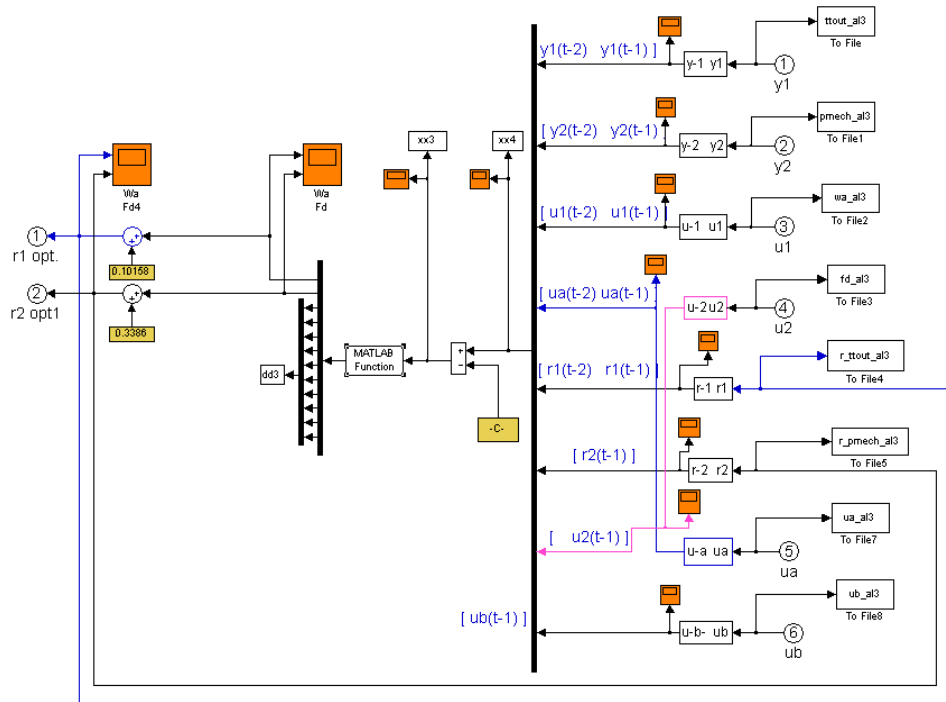 ttout_al3
To File
y1(t-2) y1(t-1) ]
y-1 y1
1
y1
pmech_al3
To File1
[ y2(t-2) y2(t-1) ]
y-2 y2
2
y2
xx3
xx4
Wa
Fd4
Wa
Fd
wa_al3
To File2
[ u1(t-2) u1(t-1) ]
u-1 u1
3
u1
1
r1 opt.
0.10158
2
r2 opt1
0.3386
fd_al3
To File3
[ ua(t-2) ua(t-1) ]
u-2 u2
4
u2
MATLAB
Function
dd3
+
−
-C-
r_ttout_al3
To File4
[ r1(t-2) r1(t-1) ]
r-1 r1
r_pmech_al3
To File5
[ r2(t-1) ]
r-2 r2
ua_al3
To File7
[ u2(t-1) ]
u-a ua
5
ua
ub_al3
To File8
[ ub(t-1) ]
u-b- ub
6
ub